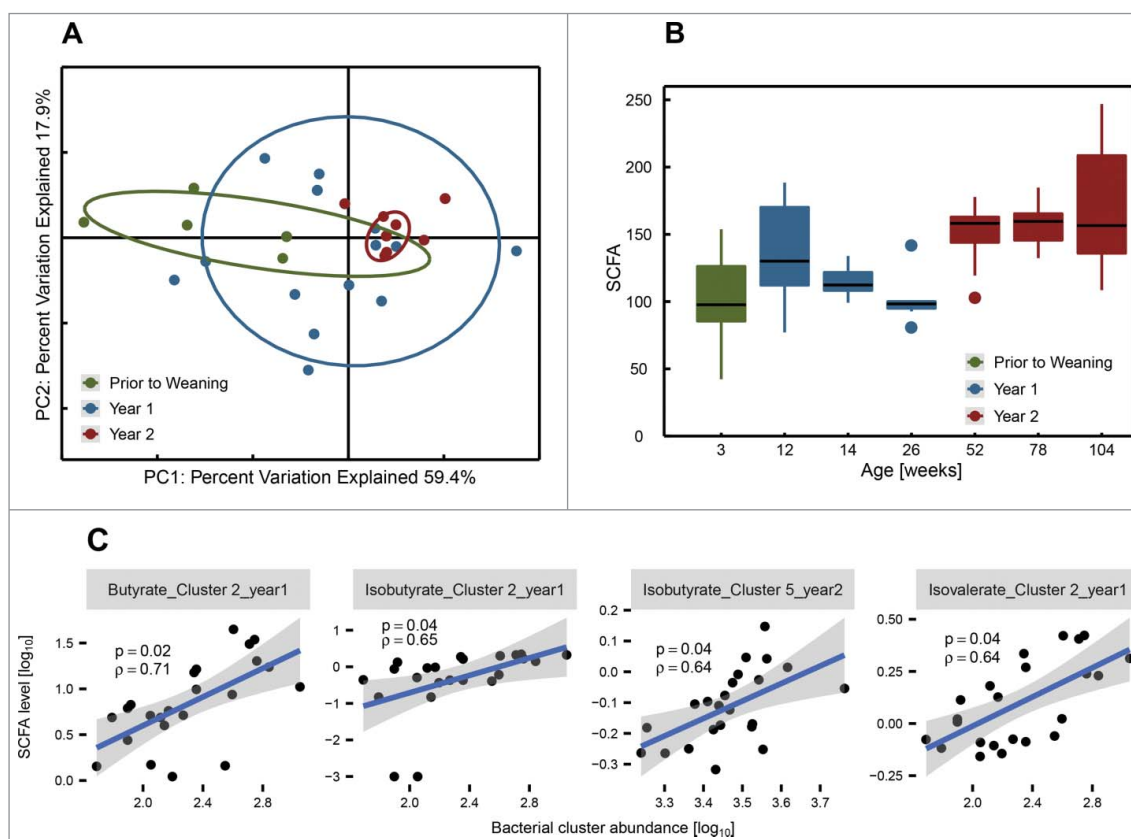 A
PC2: Percent Variation Explained 17.9%
Prior to Weaning
Year 1
Year 2
PC1: Percent Variation Explained 59.4%
B
SCFA
250
200
150
100
50
0
Prior to Weaning
Year 1
Year 2
3 12 14 26 52 78 104
Age [weeks]
C
SCFA level [log10]
Butyrate_Cluster 2_year1
p = 0.02
ρ = 0.71
1.5
1.0
0.5
0.0
2.0 2.4 2.8
Isobutyrate_Cluster 2_year1
p = 0.04
ρ = 0.65
1
0
−1
−2
−3
2.0 2.4 2.8
Isobutyrate_Cluster 5_year2
p = 0.04
ρ = 0.64
0.2
0.1
0.0
−0.1
−0.2
−0.3
3.3 3.4 3.5 3.6 3.7
Isovalerate_Cluster 2_year1
p = 0.04
ρ = 0.64
0.50
0.25
0.00
−0.25
2.0 2.4 2.8
Bacterial cluster abundance [log10]